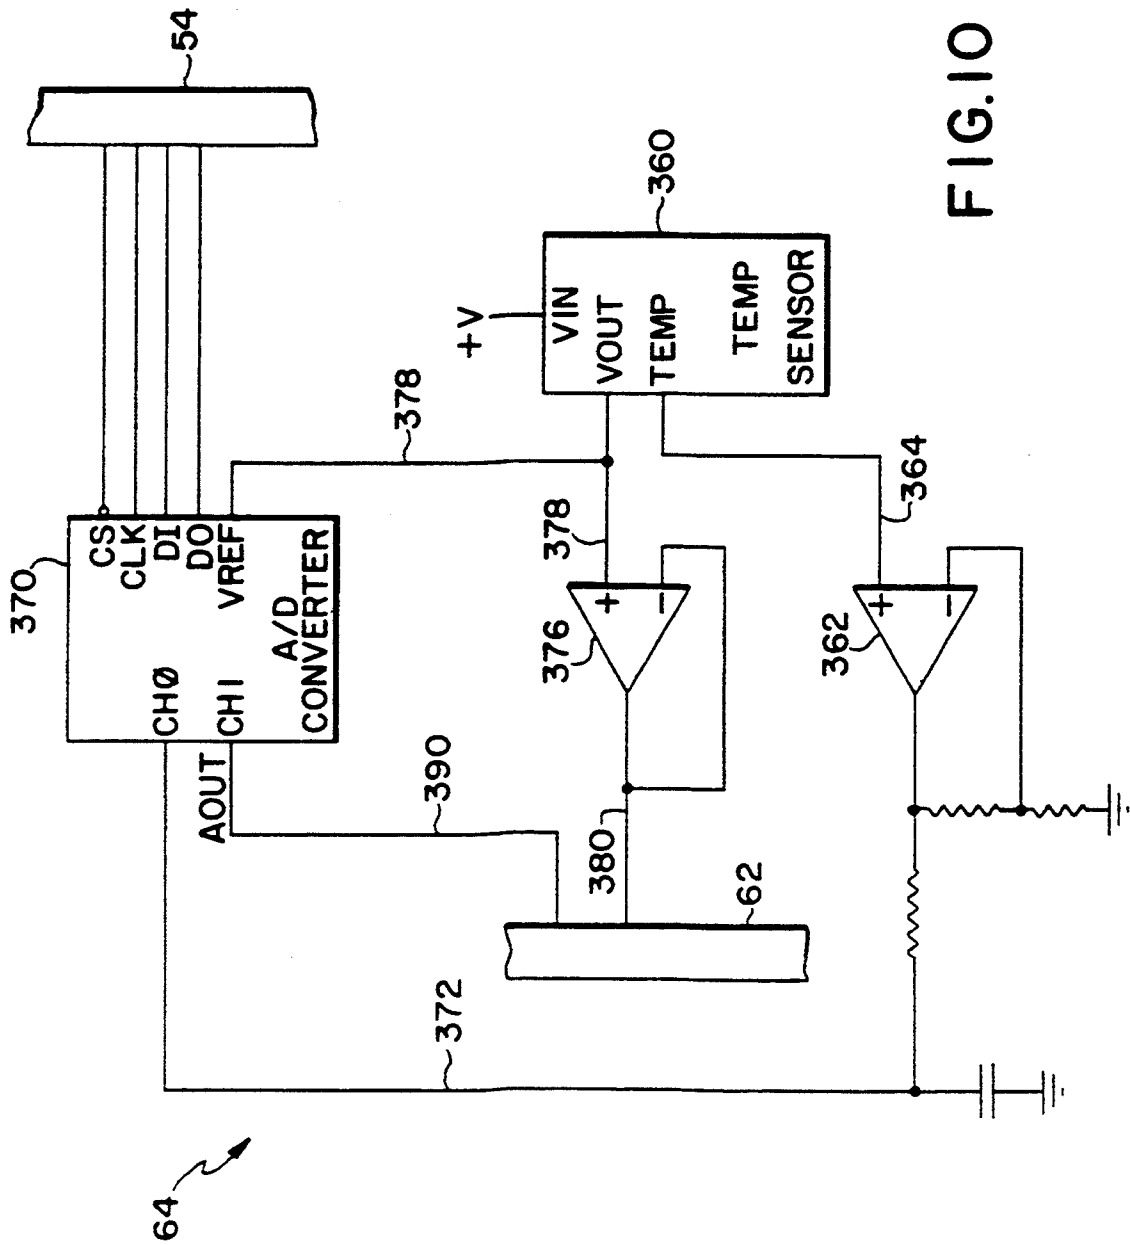 64
372
390
380
62
370
CHØ
CH1
AOUT
A/D
CONVERTER
CS
CLK
DI
DO
VREF
54
376
378
378
+
−
362
+
−
364
+V
VIN
VOUT
TEMP
TEMP
SENSOR
360
FIG.10